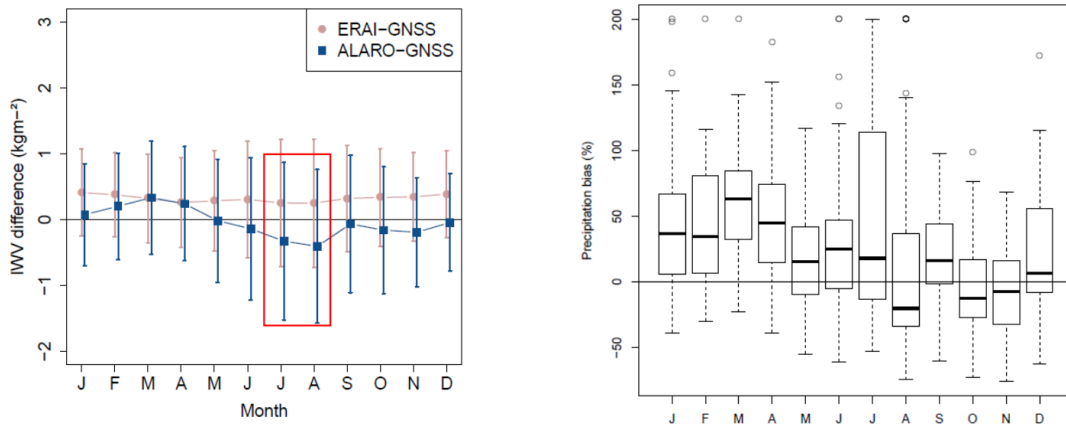 3
2
1
0
−1
−2
IWV difference (kgm−²)
ERAI−GNSS
ALARO−GNSS
J F M A M J J A S O N D
Month
200
150
100
50
0
−50
Precipitation bias (%)
J F M A M J J A S O N D